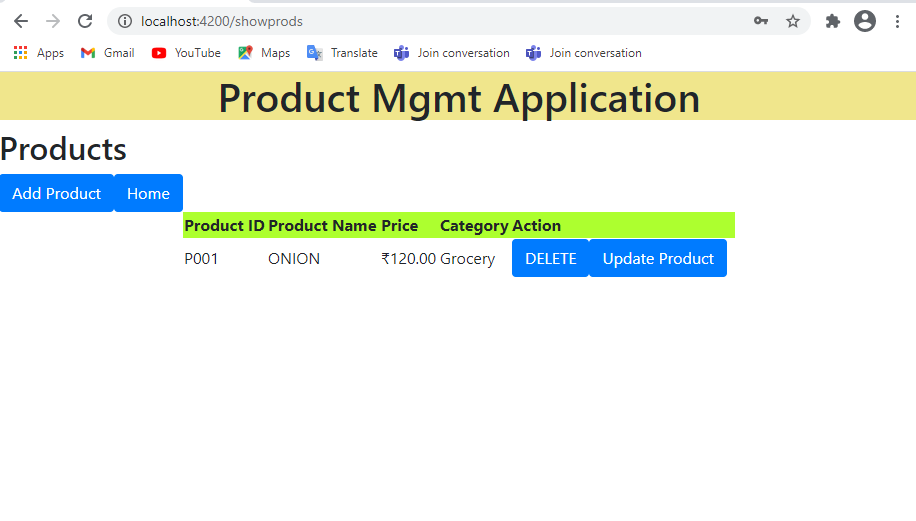 localhost:4200/showprods
Apps Gmail YouTube Maps Translate Join conversation Join conversation
Product Mgmt Application
Products
Add Product Home
Product ID Product Name Price Category Action
P001 ONION ₹120.00 Grocery DELETE Update Product